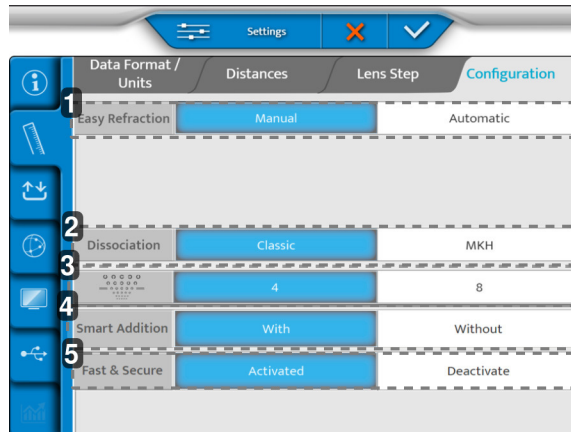 Settings
Data Format /
Units
Distances
Lens Step
Configuration
1
Easy Refraction
Manual
Automatic
2
Dissociation
Classic
MKH
3
4
8
4
Smart Addition
With
Without
5
Fast & Secure
Activated
Deactivate